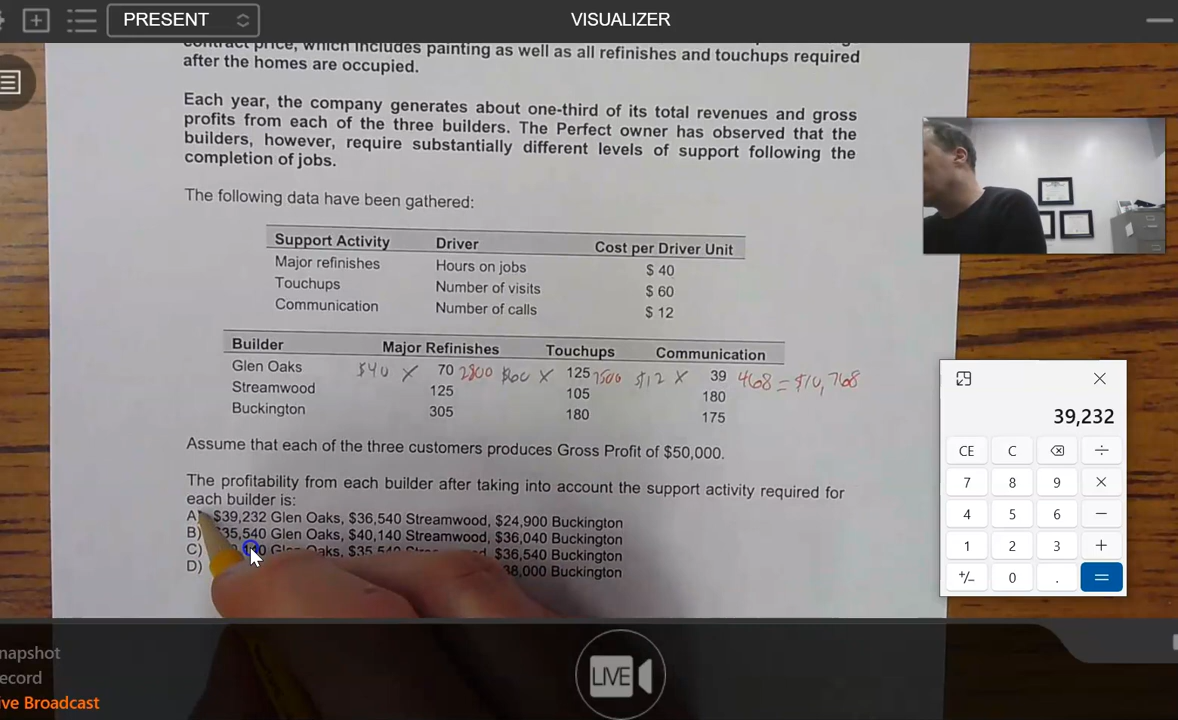 PRESENT
VISUALIZER
contract price, which includes painting as well as all refinishes and touchups required
after the homes are occupied.
Each year, the company generates about one-third of its total revenues and gross
profits from each of the three builders. The Perfect owner has observed that the
builders, however, require substantially different levels of support following the
completion of jobs.
The following data have been gathered:
Support Activity Driver Cost per Driver Unit
Major refinishes Hours on jobs $ 40
Touchups Number of visits $ 60
Communication Number of calls $ 12
Builder Major Refinishes Touchups Communication
Glen Oaks $40 × 70 2800 $60 × 125 7500 $12 × 39 468 = $10,768
Streamwood 125 105 180
Buckington 305 180 175
Assume that each of the three customers produces Gross Profit of $50,000.
The profitability from each builder after taking into account the support activity required for
each builder is:
A) $39,232 Glen Oaks, $36,540 Streamwood, $24,900 Buckington
B) $35,540 Glen Oaks, $40,140 Streamwood, $36,040 Buckington
C) Oaks, $35,540 $36,540 Buckington
D) 38,000 Buckington
39,232
CE C ⌫ ÷
7 8 9 ×
4 5 6 −
1 2 3 +
+/− 0 . =
napshot
ecord
ive Broadcast
LIVE